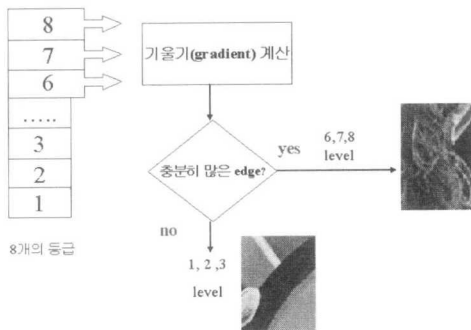 8
7
6
.....
3
2
1
8개의 등급
기울기(gradient) 계산
충분히 많은 edge?
yes
6,7,8
level
no
1, 2 ,3
level